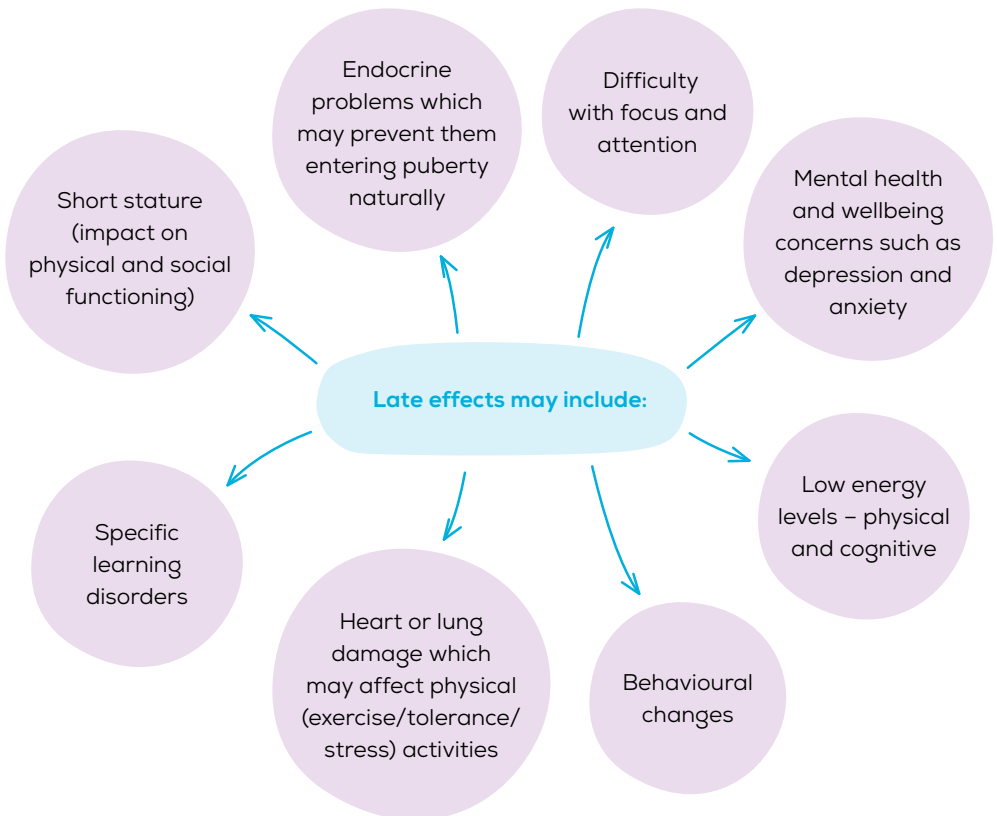 Endocrine
problems which
may prevent them
entering puberty
naturally
Difficulty
with focus and
attention
Short stature
(impact on
physical and social
functioning)
Mental health
and wellbeing
concerns such as
depression and
anxiety
Late effects may include:
Specific
learning
disorders
Low energy
levels – physical
and cognitive
Heart or lung
damage which
may affect physical
(exercise/tolerance/
stress) activities
Behavioural
changes